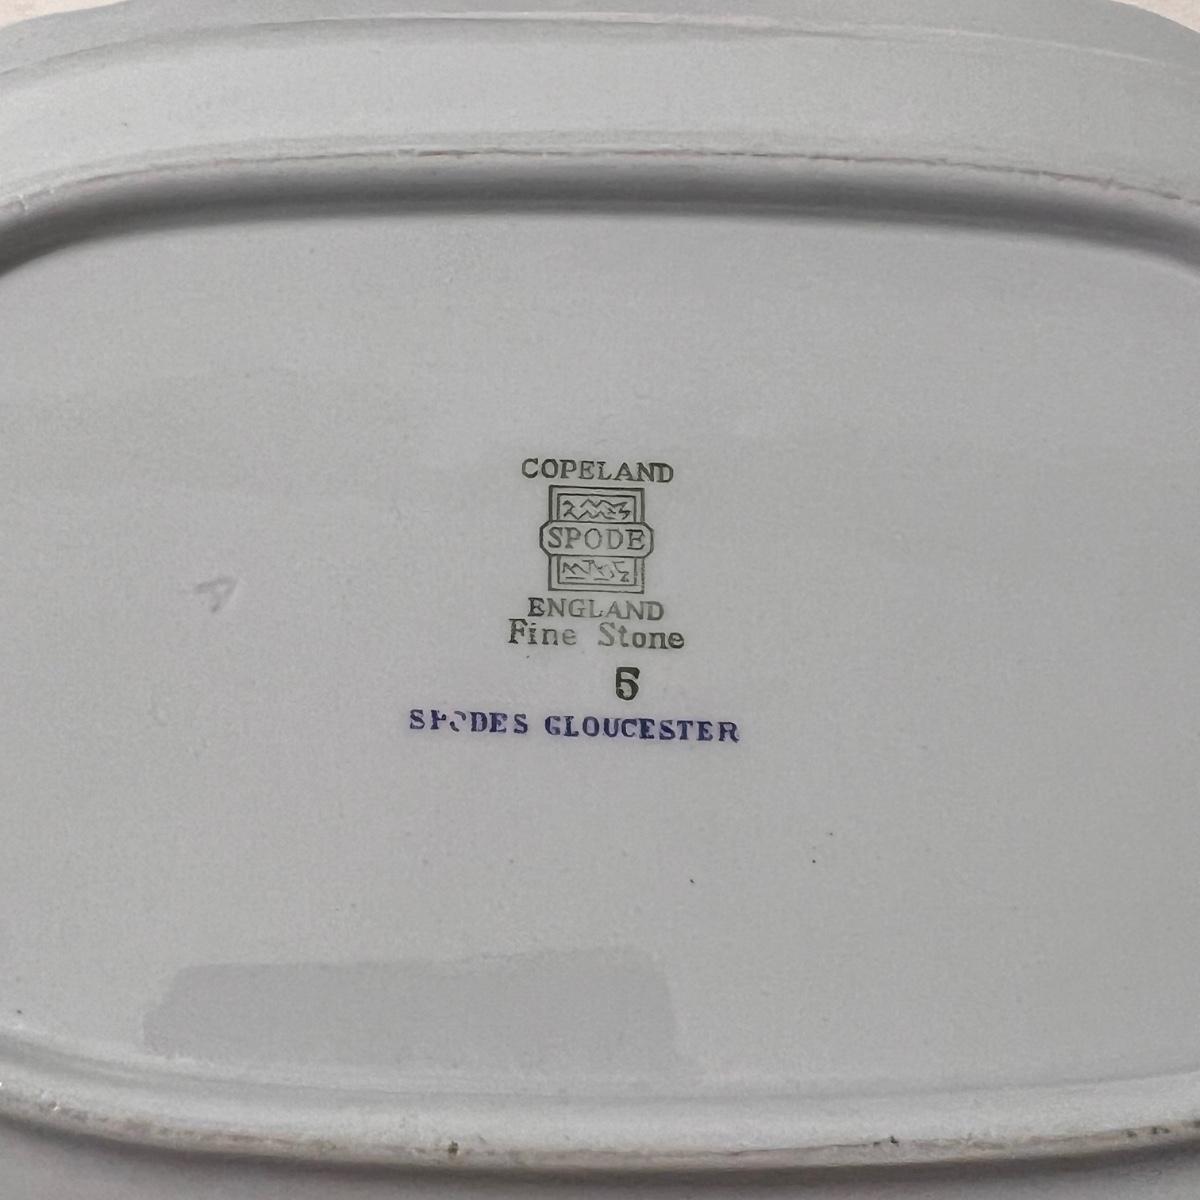 COPELAND
SPODE
ENGLAND
Fine Stone
5
SPODES GLOUCESTER
A